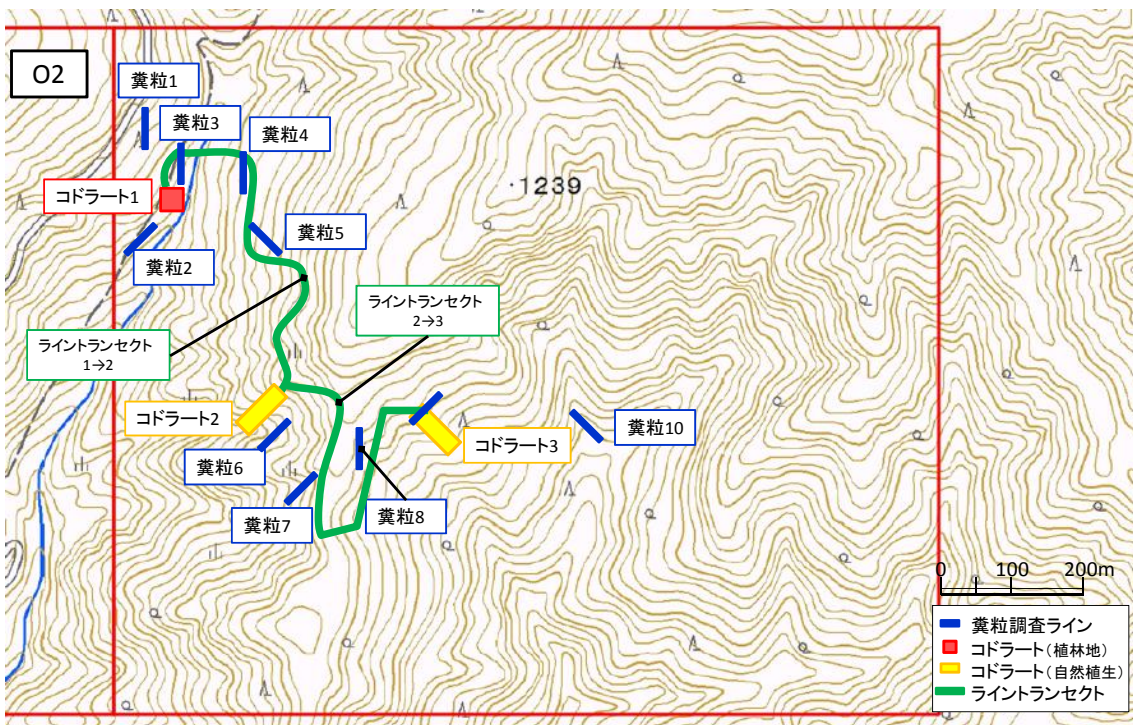 O2
糞粒1
糞粒3
糞粒4
コドラート1
・1239
糞粒5
糞粒2
ライントランセクト
2→3
ライントランセクト
1→2
コドラート2
糞粒10
コドラート3
糞粒6
糞粒7
糞粒8
0 100 200m
糞粒調査ライン
コドラート(植林地)
コドラート(自然植生)
ライントランセクト